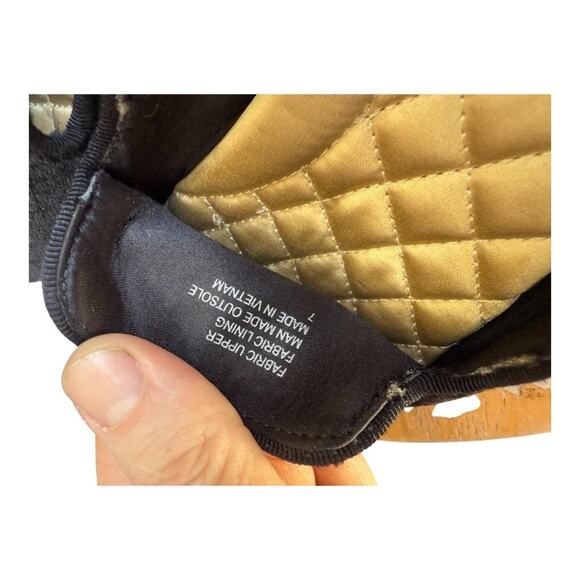 FABRIC UPPER
FABRIC LINING
MAN MADE OUTSOLE
MADE IN VIETNAM
7